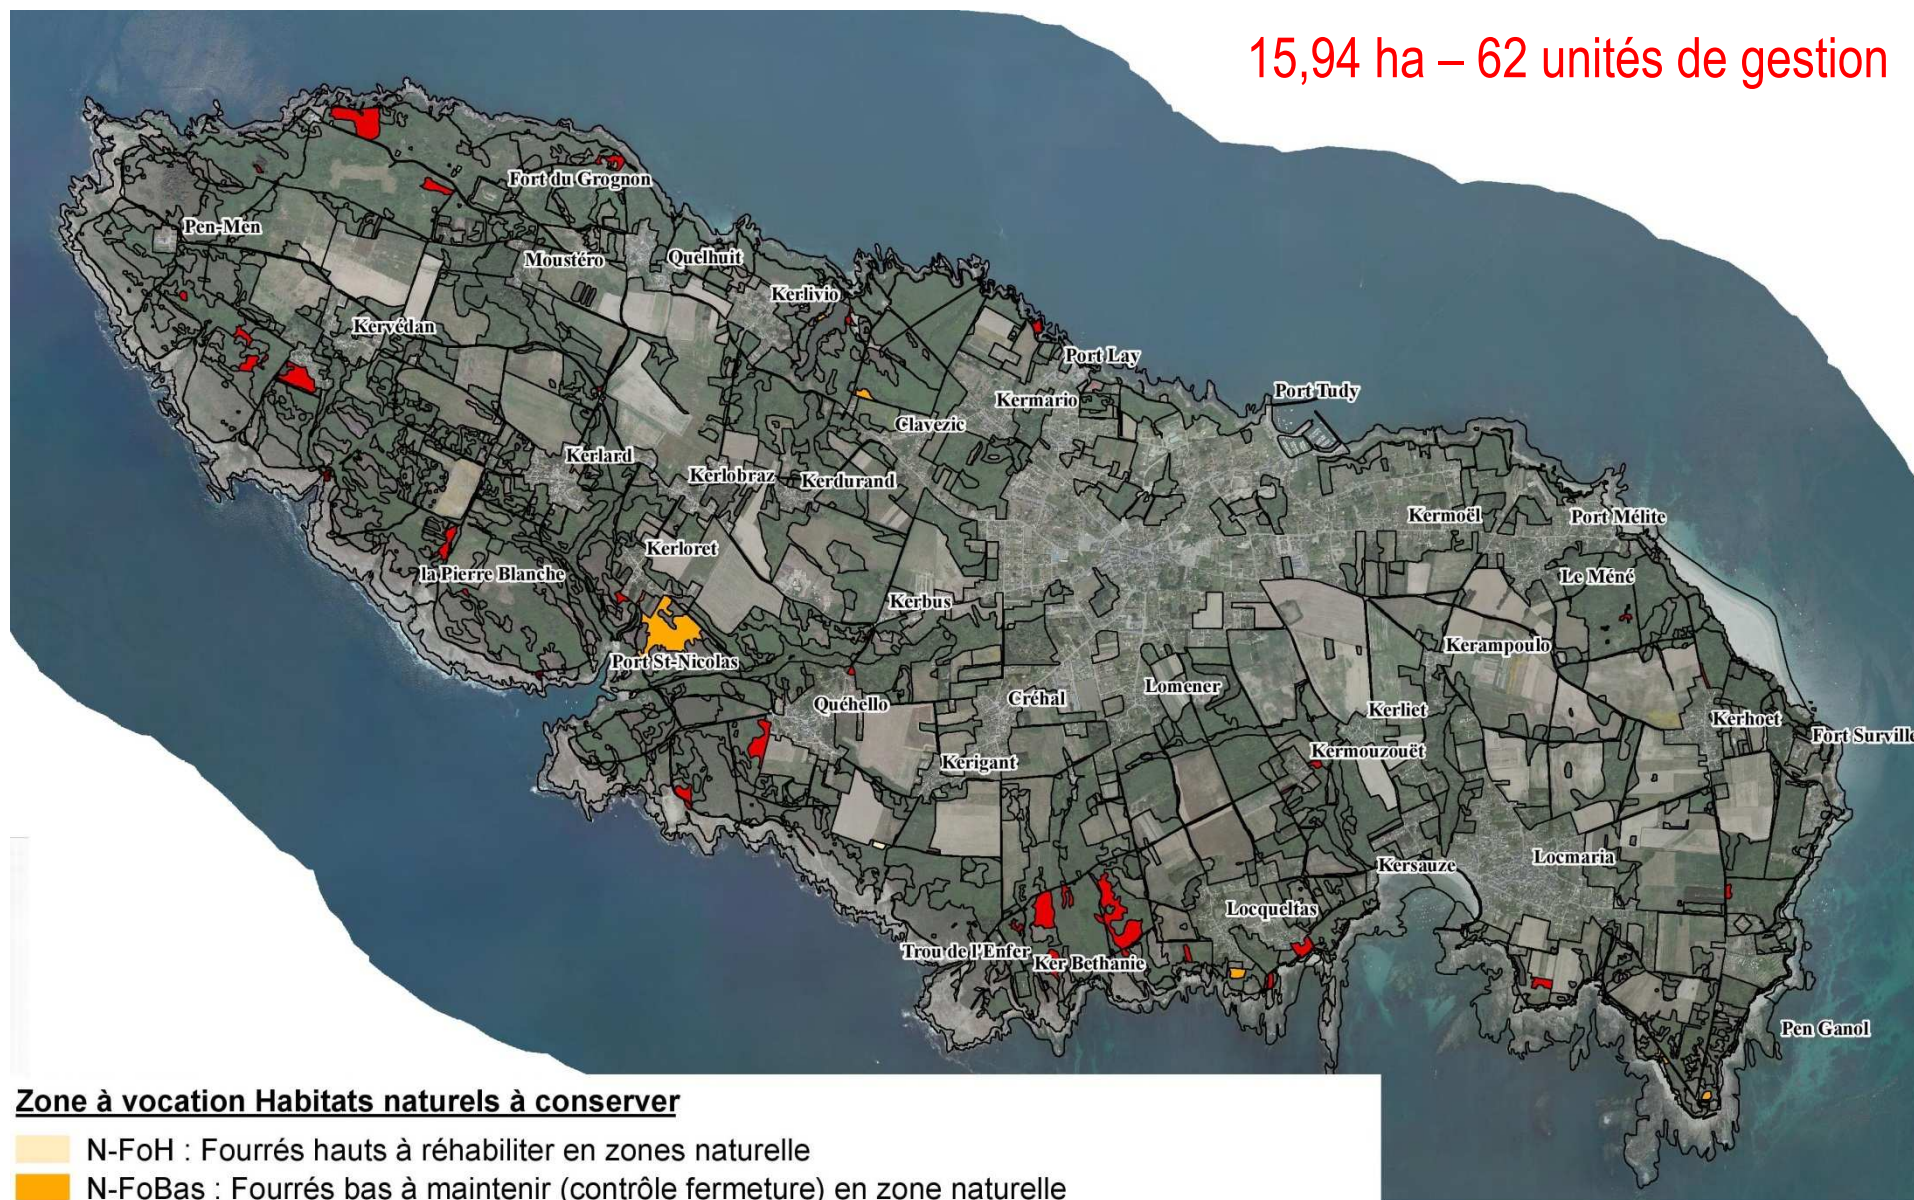 15,94 ha – 62 unités de gestion
Fort du Grognon
Pen-Men
Moustéro
Quelhuit
Kerlivio
Kervédan
Port Lay
Port Tudy
Kermario
Clavezic
Kerlard
Kerlobraz
Kerdurand
Kermoël
Port Mélite
Kerloret
la Pierre Blanche
Le Méné
Kerbus
Kerampoulo
Port St-Nicolas
Lomener
Créhal
Quéhello
Kerliet
Kerhoet
Fort Surville
Kermouzouët
Kerigant
Locmaria
Kersauze
Locqueltas
Trou de l'Enfer
Ker Bethanie
Pen Ganol
Zone à vocation Habitats naturels à conserver
N-FoH : Fourrés hauts à réhabiliter en zones naturelle
N-FoBas : Fourrés bas à maintenir (contrôle fermeture) en zone naturelle